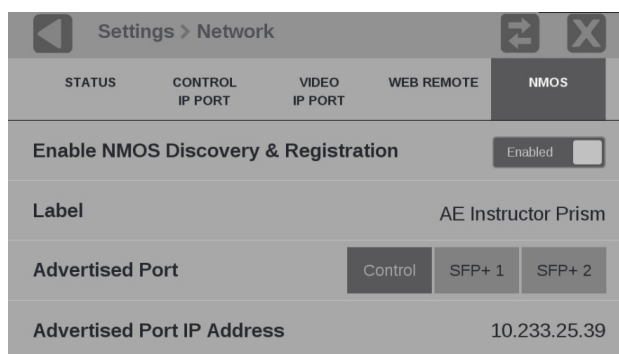 Settings > Network
STATUS
CONTROL
IP PORT
VIDEO
IP PORT
WEB REMOTE
NMOS
Enable NMOS Discovery & Registration
Enabled
Label
AE Instructor Prism
Advertised Port
Control
SFP+ 1
SFP+ 2
Advertised Port IP Address
10.233.25.39